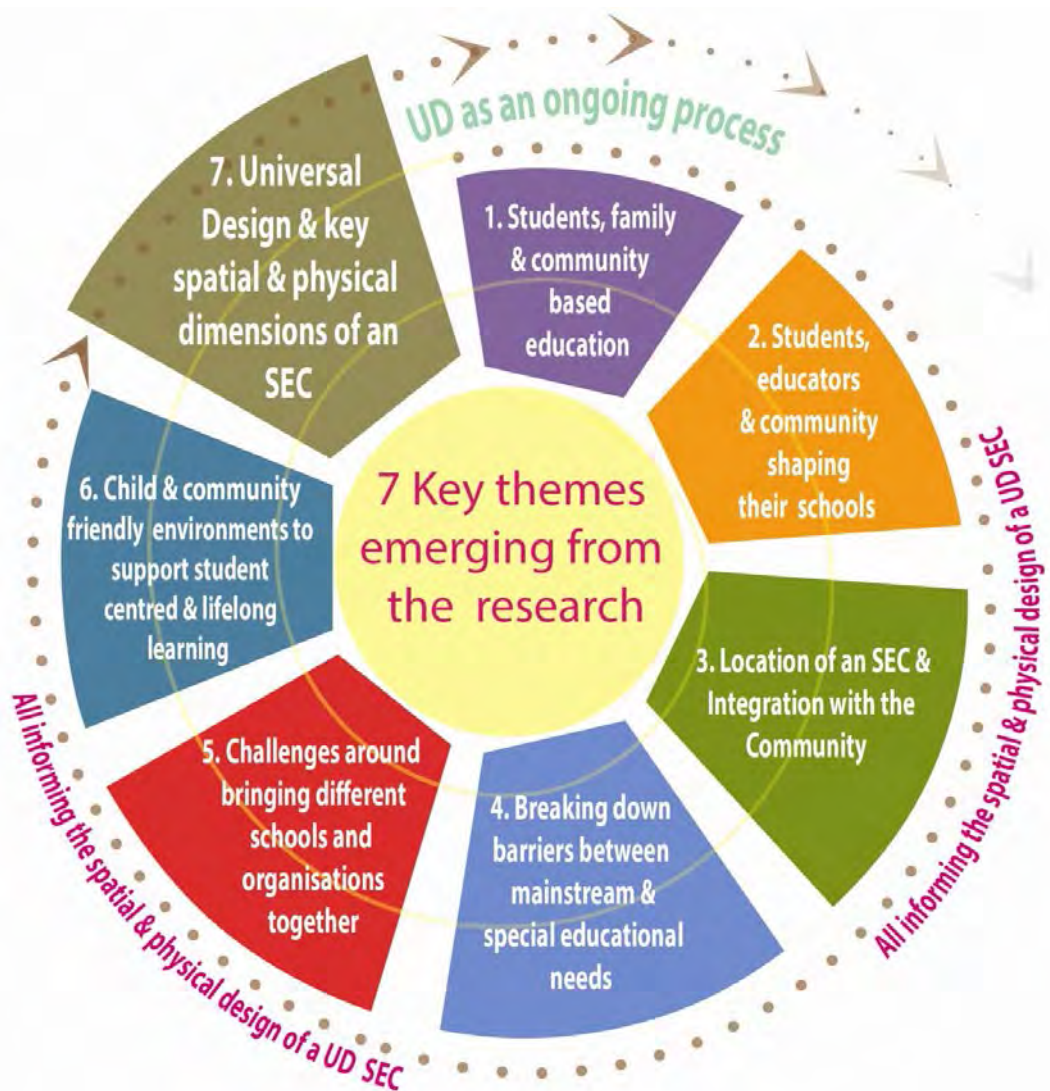 UD as an ongoing process
7. Universal
Design & key
spatial & physical
dimensions of an
SEC
1. Students, family
& community
based
education
2. Students,
educators
& community
shaping
their schools
3. Location of an SEC &
Integration with the
Community
4. Breaking down
barriers between
mainstream &
special educational
needs
5. Challenges around
bringing different
schools and
organisations
together
6. Child & community
friendly environments to
support student
centred & lifelong
learning
7 Key themes
emerging from
the research
All informing the spatial & physical design of a UD SEC
All informing the spatial & physical design of a UD SEC